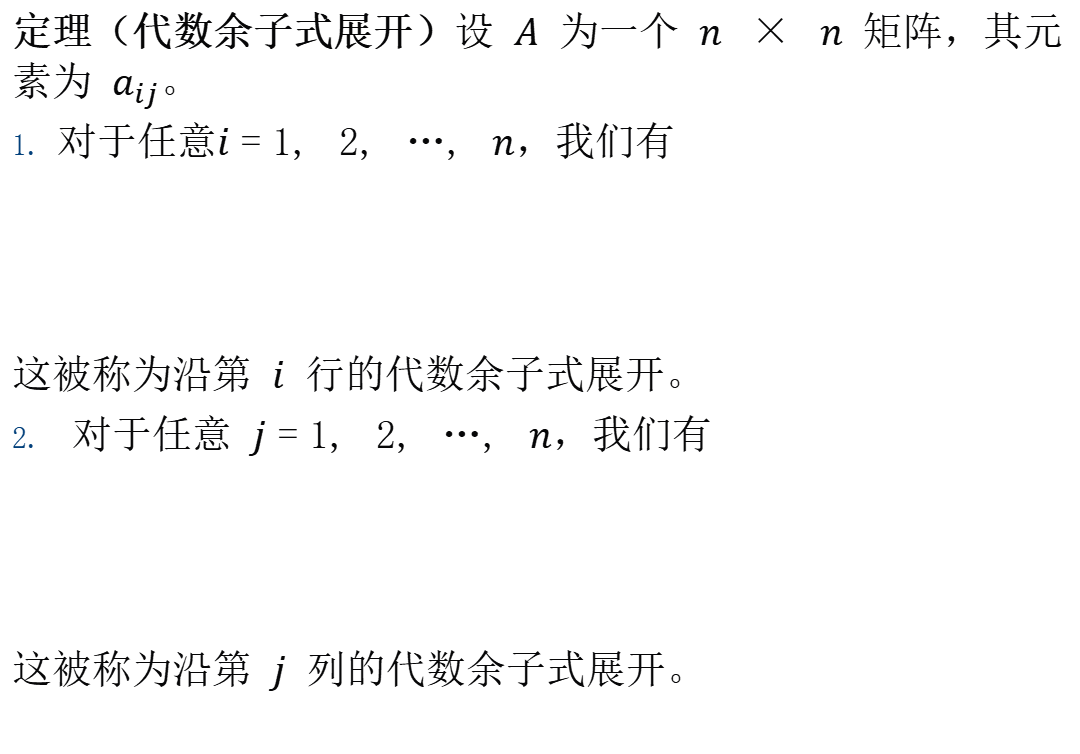 定理（代数余子式展开）设 A 为一个 n × n 矩阵，其元
素为 aij。
1. 对于任意i = 1, 2, ⋯, n，我们有
这被称为沿第 i 行的代数余子式展开。
2. 对于任意 j = 1, 2, ⋯, n，我们有
这被称为沿第 j 列的代数余子式展开。